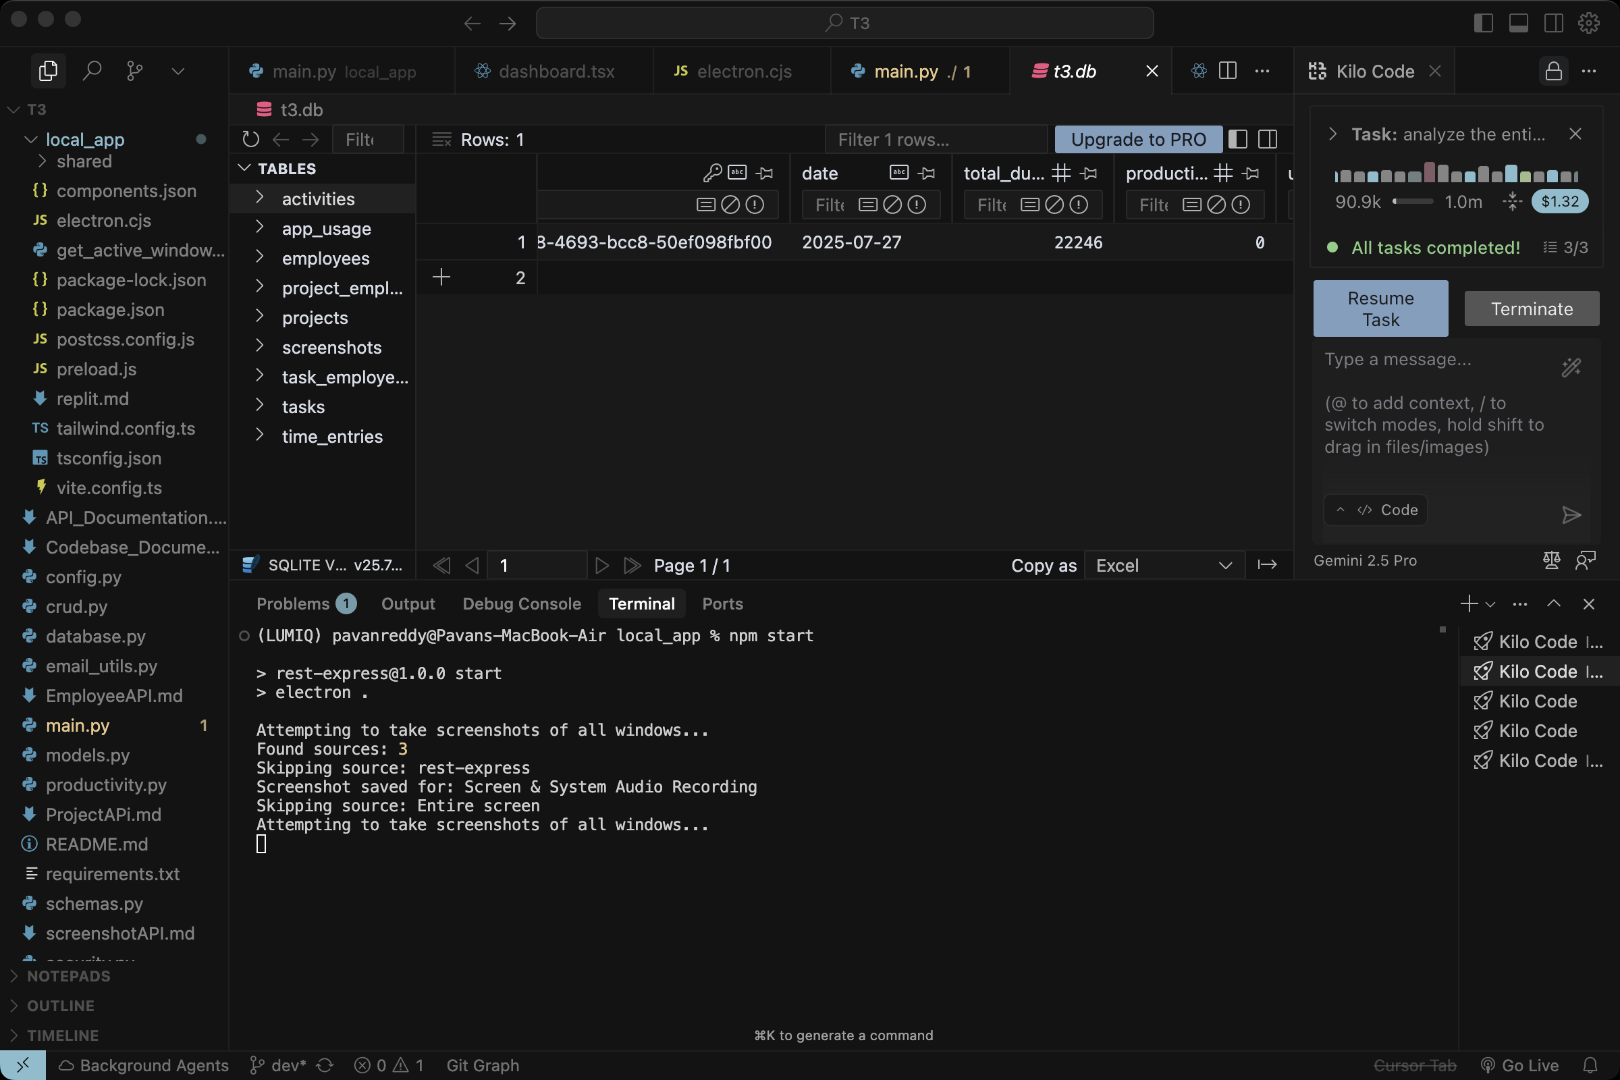 T3
main.py local_app
dashboard.tsx
JS electron.cjs
main.py ./ 1
t3.db
Kilo Code
T3
local_app
shared
{} components.json
JS electron.cjs
get_active_window...
{} package-lock.json
{} package.json
JS postcss.config.js
JS preload.js
replit.md
TS tailwind.config.ts
TS tsconfig.json
vite.config.ts
API_Documentation....
Codebase_Docume...
config.py
crud.py
database.py
email_utils.py
EmployeeAPI.md
main.py 1
models.py
productivity.py
ProjectAPi.md
README.md
requirements.txt
schemas.py
screenshotAPI.md
NOTEPADS
OUTLINE
TIMELINE
t3.db
Filte
Rows: 1
Filter 1 rows...
Upgrade to PRO
TABLES
activities
app_usage
employees
project_empl...
projects
screenshots
task_employe...
tasks
time_entries
date
total_du...
producti...
Filte
Filte
Filte
1 3-4693-bcc8-50ef098fbf00 2025-07-27 22246 0
2
SQLITE V... v25.7...
1
Page 1 / 1
Copy as
Excel
Task: analyze the enti...
90.9k 1.0m $1.32
All tasks completed! 3/3
Resume Task
Terminate
Type a message...
(@ to add context, / to
switch modes, hold shift to
drag in files/images)
Code
Gemini 2.5 Pro
Problems 1 Output Debug Console Terminal Ports
(LUMIQ) pavanreddy@Pavans-MacBook-Air local_app % npm start
> rest-express@1.0.0 start
> electron .
Attempting to take screenshots of all windows...
Found sources: 3
Skipping source: rest-express
Screenshot saved for: Screen & System Audio Recording
Skipping source: Entire screen
Attempting to take screenshots of all windows...
⌘K to generate a command
Kilo Code l...
Kilo Code l...
Kilo Code
Kilo Code
Kilo Code l...
Background Agents dev* 0 1 Git Graph
Cursor Tab Go Live